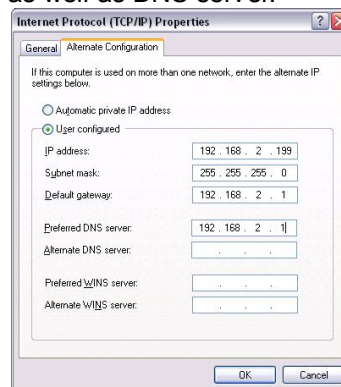 as well as DNS server.
Internet Protocol (TCP/IP) Properties
General Alternate Configuration
If this computer is used on more than one network, enter the alternate IP
settings below.
Automatic private IP address
User configured
IP address: 192 . 168 . 2 . 199
Subnet mask: 255 . 255 . 255 . 0
Default gateway: 192 . 168 . 2 . 1
Preferred DNS server: 192 . 168 . 2 . 1
Alternate DNS server: . . .
Preferred WINS server: . . .
Alternate WINS server: . . .
OK Cancel